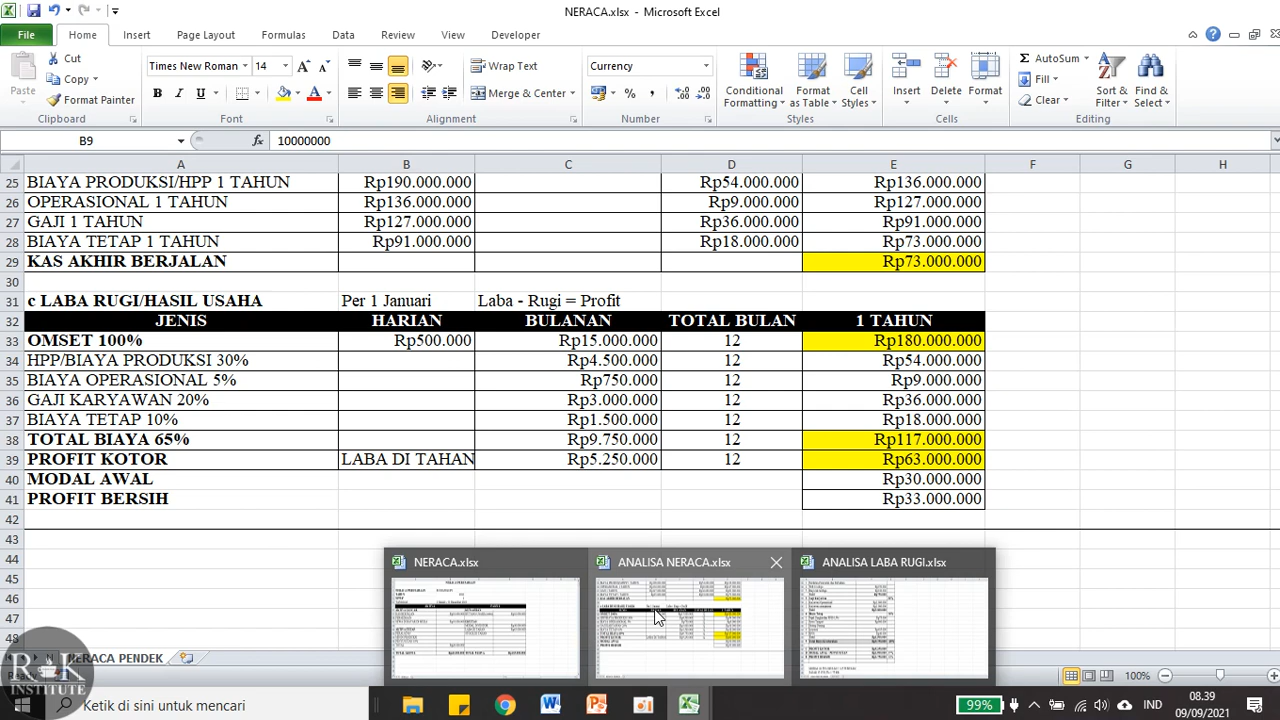 NERACA.xlsx - Microsoft Excel
File Home Insert Page Layout Formulas Data Review View Developer
Paste
Cut
Copy
Format Painter
Clipboard
Times New Roman 14
B I U
Font
Wrap Text
Merge & Center
Alignment
Currency
Number
Conditional Formatting
Format as Table
Cell Styles
Styles
Insert Delete Format
Cells
AutoSum
Fill
Clear
Sort & Filter
Find & Select
Editing
B9 fx 10000000
A B C D E F G H
25 BIAYA PRODUKSI/HPP 1 TAHUN Rp190.000.000 Rp54.000.000 Rp136.000.000
26 OPERASIONAL 1 TAHUN Rp136.000.000 Rp9.000.000 Rp127.000.000
27 GAJI 1 TAHUN Rp127.000.000 Rp36.000.000 Rp91.000.000
28 BIAYA TETAP 1 TAHUN Rp91.000.000 Rp18.000.000 Rp73.000.000
29 KAS AKHIR BERJALAN Rp73.000.000
30
31 c LABA RUGI/HASIL USAHA Per 1 Januari Laba - Rugi = Profit
32 JENIS HARIAN BULANAN TOTAL BULAN 1 TAHUN
33 OMSET 100% Rp500.000 Rp15.000.000 12 Rp180.000.000
34 HPP/BIAYA PRODUKSI 30% Rp4.500.000 12 Rp54.000.000
35 BIAYA OPERASIONAL 5% Rp750.000 12 Rp9.000.000
36 GAJI KARYAWAN 20% Rp3.000.000 12 Rp36.000.000
37 BIAYA TETAP 10% Rp1.500.000 12 Rp18.000.000
38 TOTAL BIAYA 65% Rp9.750.000 12 Rp117.000.000
39 PROFIT KOTOR LABA DI TAHAN Rp5.250.000 12 Rp63.000.000
40 MODAL AWAL Rp30.000.000
41 PROFIT BERSIH Rp33.000.000
42
43
44
45
46
47
48
NERACA.xlsx ANALISA NERACA.xlsx ANALISA LABA RUGI.xlsx
NERACA PENDEK
100%
R K
INSTITUTE
Ketik di sini untuk mencari
99%
IND
08.39
09/09/2021